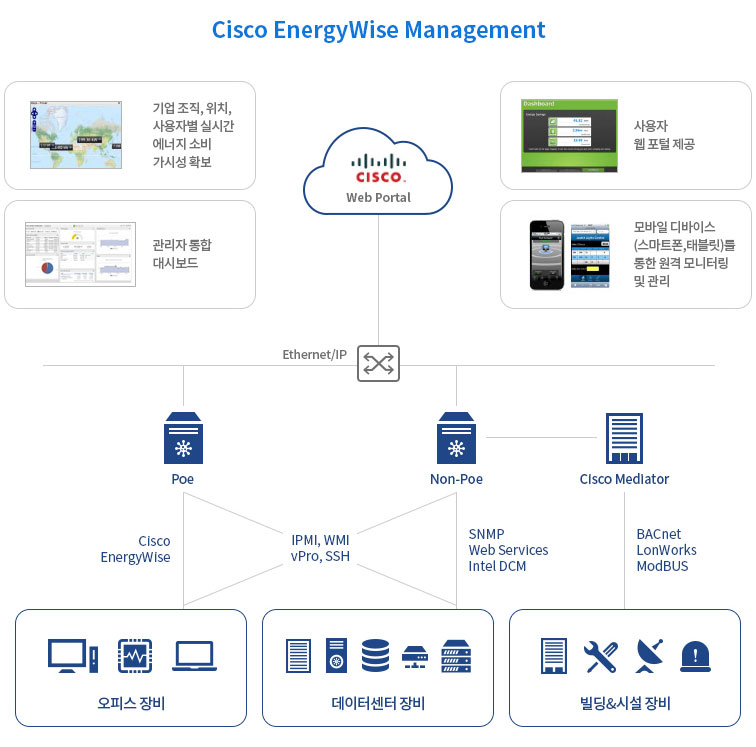 Cisco EnergyWise Management
기업 조직, 위치,
사용자별 실시간
에너지 소비
가시성 확보
관리자 통합
대시보드
CISCO.
Web Portal
Dashboard
사용자
웹 포털 제공
모바일 디바이스
(스마트폰,태블릿)를
통한 원격 모니터링
및 관리
Ethernet/IP
Poe
Non-Poe
Cisco Mediator
Cisco
EnergyWise
IPMI, WMI
vPro, SSH
SNMP
Web Services
Intel DCM
BACnet
LonWorks
ModBUS
오피스 장비
데이터센터 장비
빌딩&시설 장비